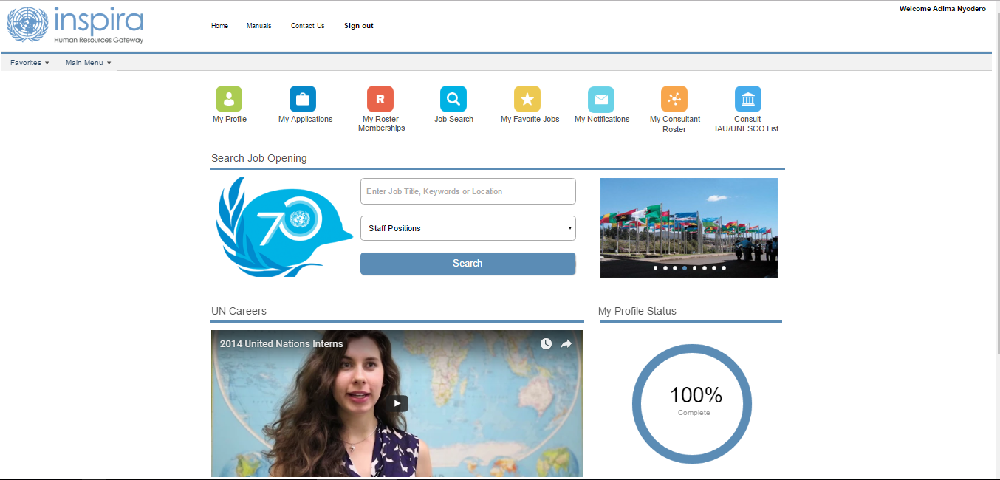 inspira
Human Resources Gateway
Home Manuals Contact Us Sign out
Welcome Adima Nyodero
Favorites Main Menu
My Profile
My Applications
My Roster
Memberships
Job Search
My Favorite Jobs
My Notifications
My Consultant
Roster
Consult
IAU/UNESCO List
R
Search Job Opening
70
Enter Job Title, Keywords or Location
Staff Positions
Search
UN Careers
My Profile Status
2014 United Nations Interns
100%
Complete